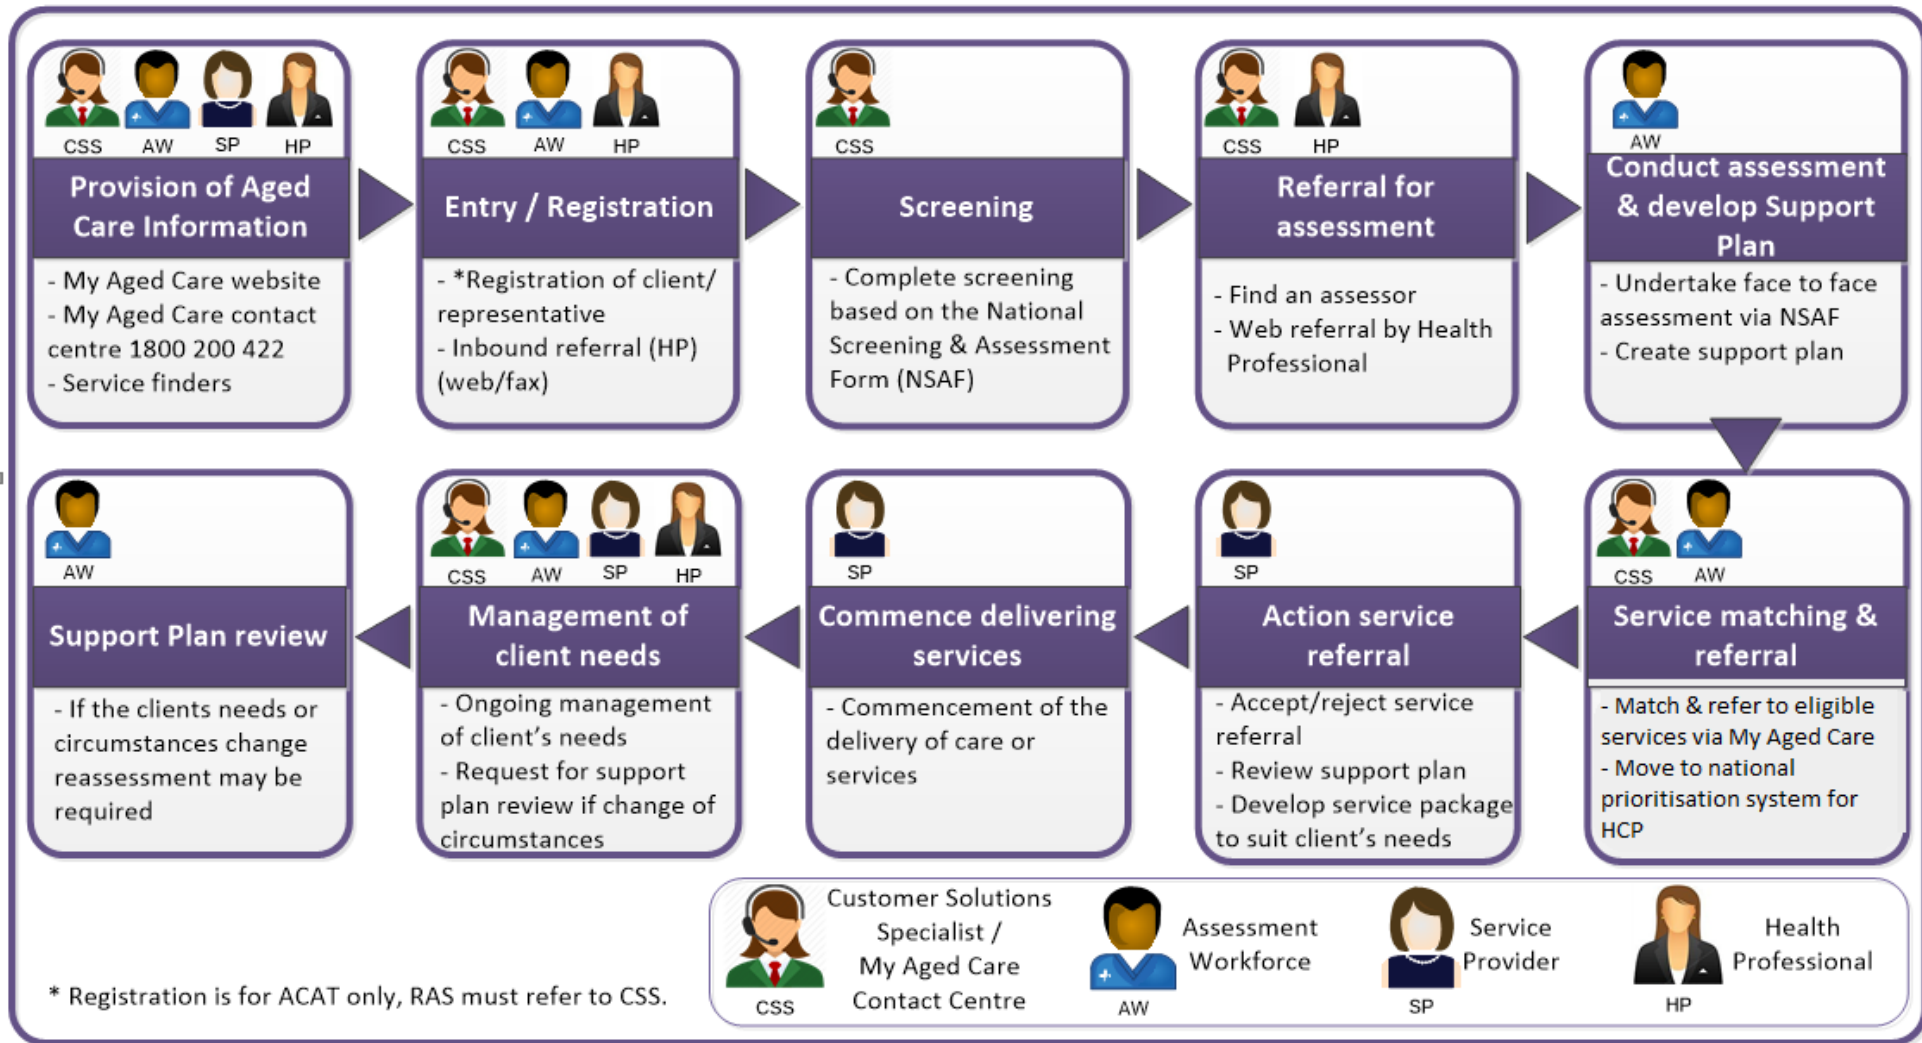 CSS AW SP HP
Provision of Aged
Care Information
- My Aged Care website
- My Aged Care contact
centre 1800 200 422
- Service finders
CSS AW HP
Entry / Registration
- *Registration of client/
representative
- Inbound referral (HP)
(web/fax)
CSS
Screening
- Complete screening
based on the National
Screening & Assessment
Form (NSAF)
CSS HP
Referral for
assessment
- Find an assessor
- Web referral by Health
Professional
AW
Conduct assessment
& develop Support
Plan
- Undertake face to face
assessment via NSAF
- Create support plan
CSS AW
Service matching &
referral
- Match & refer to eligible
services via My Aged Care
- Move to national
prioritisation system for
HCP
SP
Action service
referral
- Accept/reject service
referral
- Review support plan
- Develop service package
to suit client's needs
SP
Commence delivering
services
- Commencement of the
delivery of care or
services
CSS AW SP HP
Management of
client needs
- Ongoing management
of client's needs
- Request for support
plan review if change of
circumstances
AW
Support Plan review
- If the clients needs or
circumstances change
reassessment may be
required
* Registration is for ACAT only, RAS must refer to CSS.
CSS
Customer Solutions
Specialist /
My Aged Care
Contact Centre
AW
Assessment
Workforce
SP
Service
Provider
HP
Health
Professional